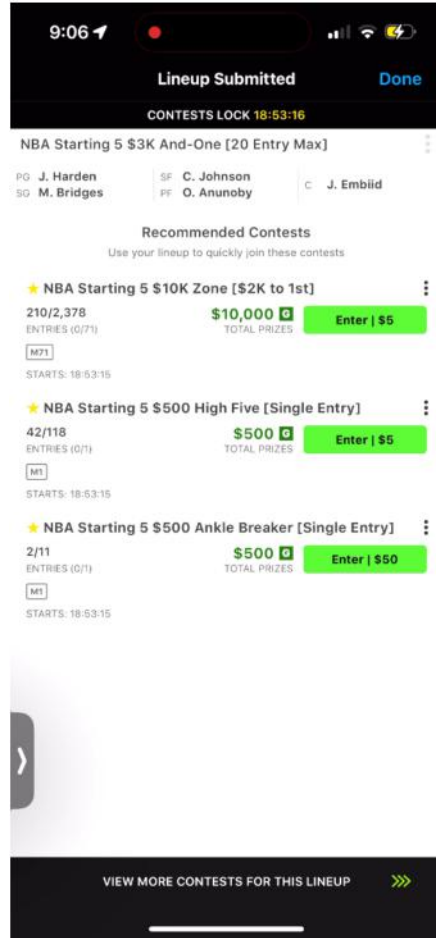 9:06
Lineup Submitted
Done
CONTESTS LOCK 18:53:16
NBA Starting 5 $3K And-One [20 Entry Max]
PG J. Harden
SG M. Bridges
SF C. Johnson
PF O. Anunoby
C J. Embiid
Recommended Contests
Use your lineup to quickly join these contests
NBA Starting 5 $10K Zone [$2K to 1st]
210/2,378
ENTRIES (0/71)
$10,000 G
TOTAL PRIZES
Enter | $5
M71
STARTS: 18:53:15
NBA Starting 5 $500 High Five [Single Entry]
42/118
ENTRIES (0/1)
$500 G
TOTAL PRIZES
Enter | $5
M1
STARTS: 18:53:15
NBA Starting 5 $500 Ankle Breaker [Single Entry]
2/11
ENTRIES (0/1)
$500 G
TOTAL PRIZES
Enter | $50
M1
STARTS: 18:53:15
VIEW MORE CONTESTS FOR THIS LINEUP